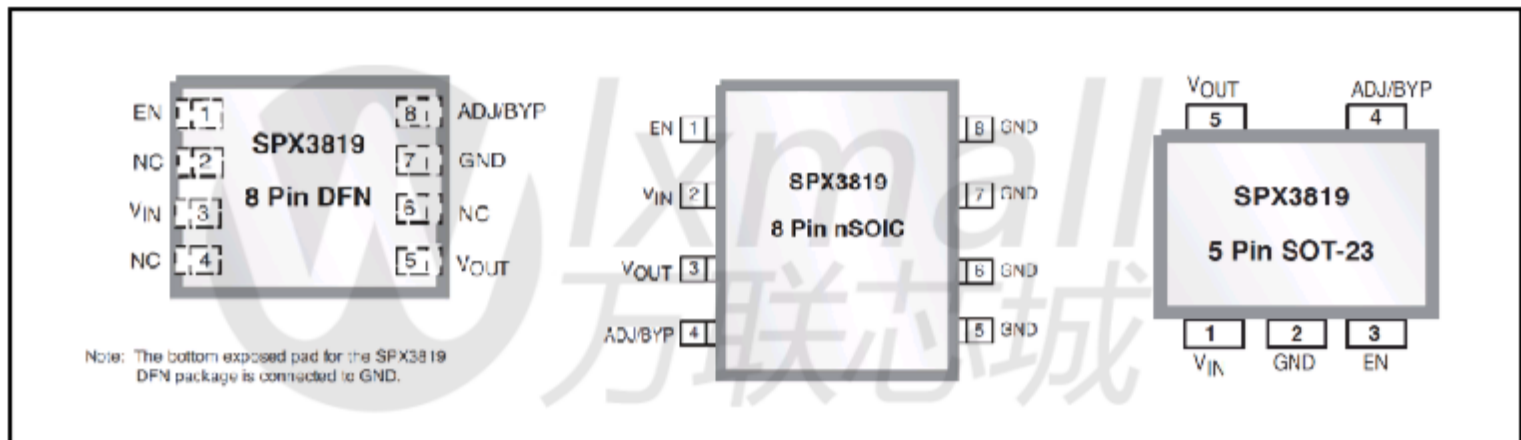 EN 1
NC 2
VIN 3
NC 4
SPX3819
8 Pin DFN
8 ADJ/BYP
7 GND
6 NC
5 VOUT
Note: The bottom exposed pad for the SPX3819
DFN package is connected to GND.
EN 1
VIN 2
VOUT 3
ADJ/BYP 4
SPX3819
8 Pin nSOIC
8 GND
7 GND
6 GND
5 GND
VOUT ADJ/BYP
5 4
SPX3819
5 Pin SOT-23
1 2 3
VIN GND EN
lxmall
万联芯城